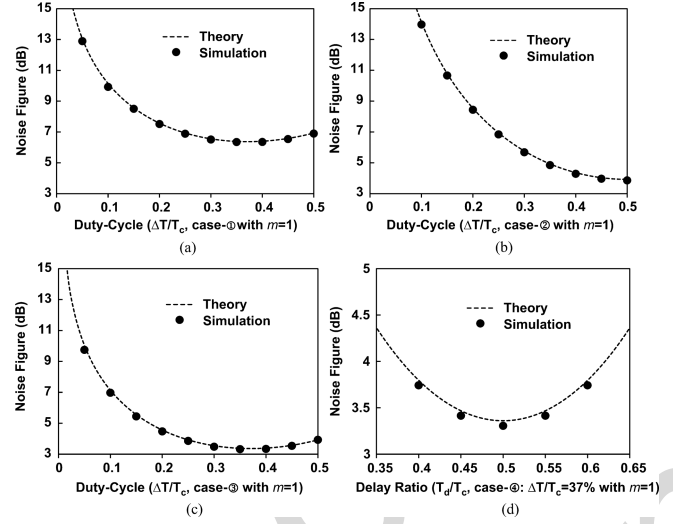 15
13
11
9
7
5
3
Noise Figure (dB)
Theory
Simulation
0 0.1 0.2 0.3 0.4 0.5
Duty-Cycle (ΔT/Tc, case-① with m=1)
(a)
15
13
11
9
7
5
3
Noise Figure (dB)
Theory
Simulation
0 0.1 0.2 0.3 0.4 0.5
Duty-Cycle (ΔT/Tc, case-② with m=1)
(b)
15
13
11
9
7
5
3
Noise Figure (dB)
Theory
Simulation
0 0.1 0.2 0.3 0.4 0.5
Duty-Cycle (ΔT/Tc, case-③ with m=1)
(c)
5
4.5
4
3.5
3
Noise Figure (dB)
Theory
Simulation
0.35 0.4 0.45 0.5 0.55 0.6 0.65
Delay Ratio (Td/Tc, case-④: ΔT/Tc=37% with m=1)
(d)